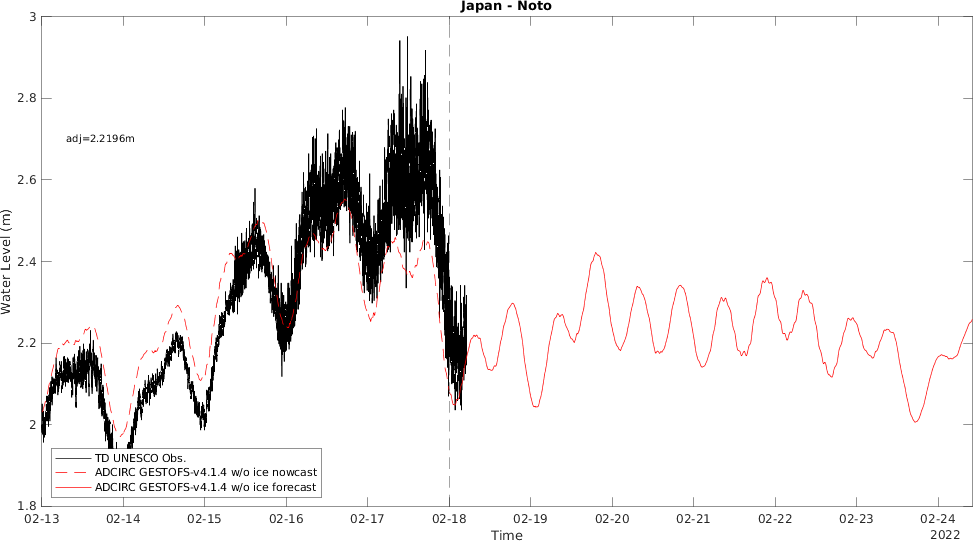 Japan - Noto
3
2.8
adj=2.2196m
2.6
2.4
2.2
2
1.8
Water Level (m)
TD UNESCO Obs.
ADCIRC GESTOFS-v4.1.4 w/o ice nowcast
ADCIRC GESTOFS-v4.1.4 w/o ice forecast
02-13 02-14 02-15 02-16 02-17 02-18 02-19 02-20 02-21 02-22 02-23 02-24
Time
2022